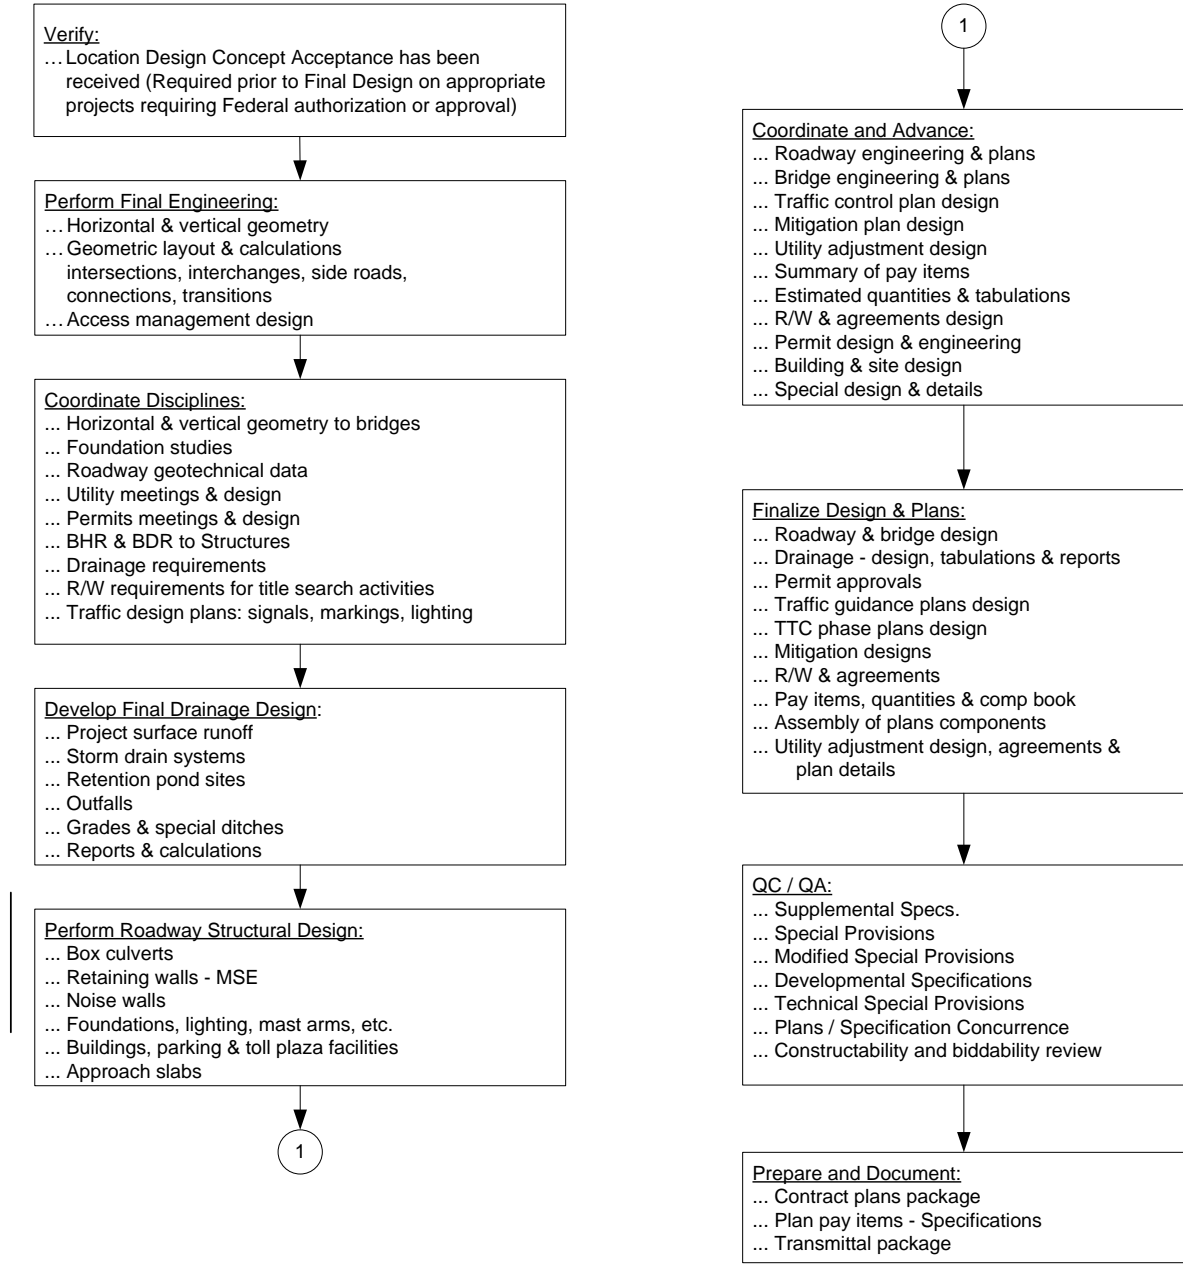 Verify:
…Location Design Concept Acceptance has been
received (Required prior to Final Design on appropriate
projects requiring Federal authorization or approval)
Perform Final Engineering:
…Horizontal & vertical geometry
…Geometric layout & calculations
intersections, interchanges, side roads,
connections, transitions
…Access management design
Coordinate Disciplines:
... Horizontal & vertical geometry to bridges
... Foundation studies
... Roadway geotechnical data
... Utility meetings & design
... Permits meetings & design
... BHR & BDR to Structures
... Drainage requirements
... R/W requirements for title search activities
... Traffic design plans: signals, markings, lighting
Develop Final Drainage Design:
... Project surface runoff
... Storm drain systems
... Retention pond sites
... Outfalls
... Grades & special ditches
... Reports & calculations
Perform Roadway Structural Design:
... Box culverts
... Retaining walls - MSE
... Noise walls
... Foundations, lighting, mast arms, etc.
... Buildings, parking & toll plaza facilities
... Approach slabs
1
1
Coordinate and Advance:
... Roadway engineering & plans
... Bridge engineering & plans
... Traffic control plan design
... Mitigation plan design
... Utility adjustment design
... Summary of pay items
... Estimated quantities & tabulations
... R/W & agreements design
... Permit design & engineering
... Building & site design
... Special design & details
Finalize Design & Plans:
... Roadway & bridge design
... Drainage - design, tabulations & reports
... Permit approvals
... Traffic guidance plans design
... TTC phase plans design
... Mitigation designs
... R/W & agreements
... Pay items, quantities & comp book
... Assembly of plans components
... Utility adjustment design, agreements &
plan details
QC / QA:
... Supplemental Specs.
... Special Provisions
... Modified Special Provisions
... Developmental Specifications
... Technical Special Provisions
... Plans / Specification Concurrence
... Constructability and biddability review
Prepare and Document:
... Contract plans package
... Plan pay items - Specifications
... Transmittal package